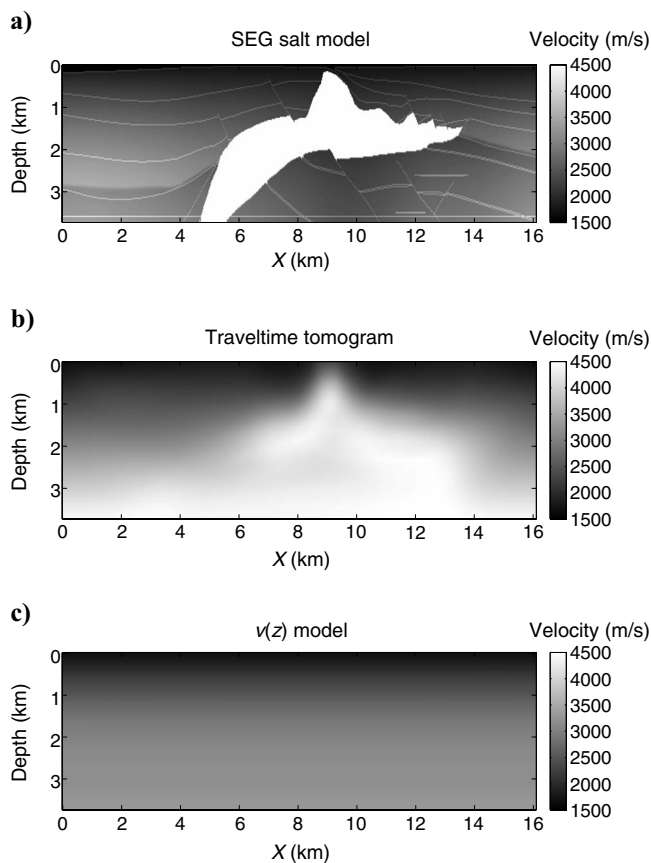 a)
SEG salt model
Velocity (m/s)
Depth (km)
0
1
2
3
0 2 4 6 8 10 12 14 16
X (km)
4500
4000
3500
3000
2500
2000
1500
b)
Traveltime tomogram
Velocity (m/s)
Depth (km)
0
1
2
3
0 2 4 6 8 10 12 14 16
X (km)
4500
4000
3500
3000
2500
2000
1500
c)
v(z) model
Velocity (m/s)
Depth (km)
0
1
2
3
0 2 4 6 8 10 12 14 16
X (km)
4500
4000
3500
3000
2500
2000
1500